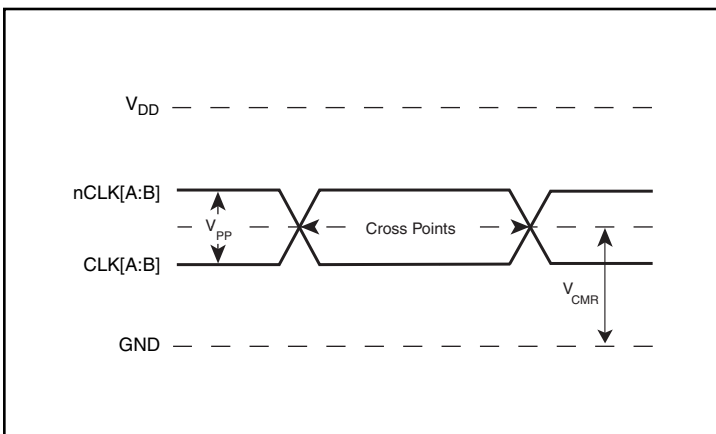 VDD
nCLK[A:B]
VPP
Cross Points
CLK[A:B]
VCMR
GND